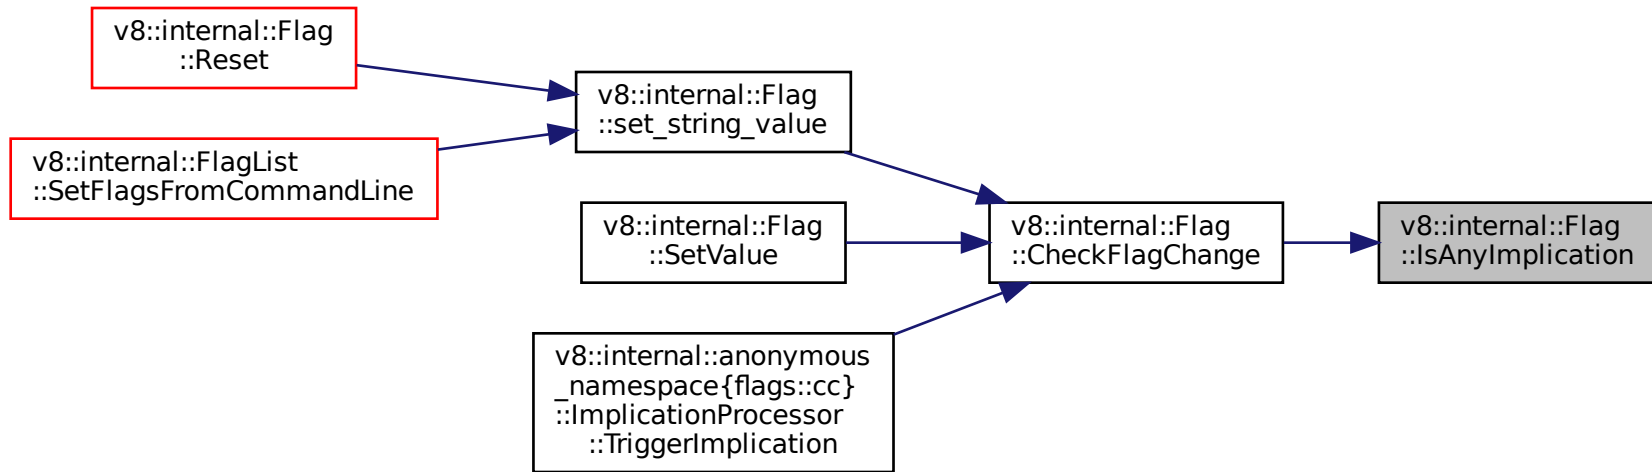 v8::internal::Flag
::Reset
v8::internal::FlagList
::SetFlagsFromCommandLine
v8::internal::Flag
::set_string_value
v8::internal::Flag
::SetValue
v8::internal::anonymous
_namespace{flags::cc}
::ImplicationProcessor
::TriggerImplication
v8::internal::Flag
::CheckFlagChange
v8::internal::Flag
::IsAnyImplication